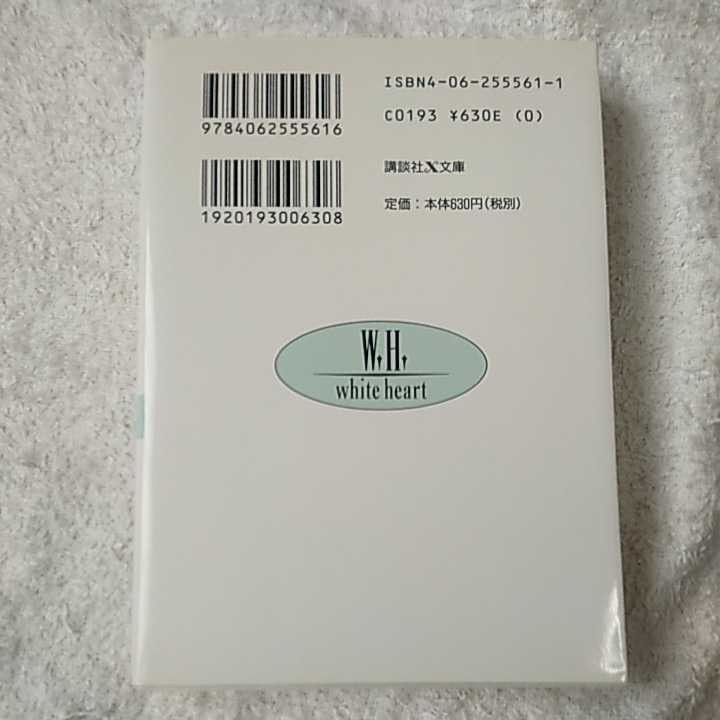 ISBN4-06-255561-1
9784062555616
C0193 ¥630E (0)
講談社X文庫
1920193006308
定価：本体630円(税別)
W.H.
white heart